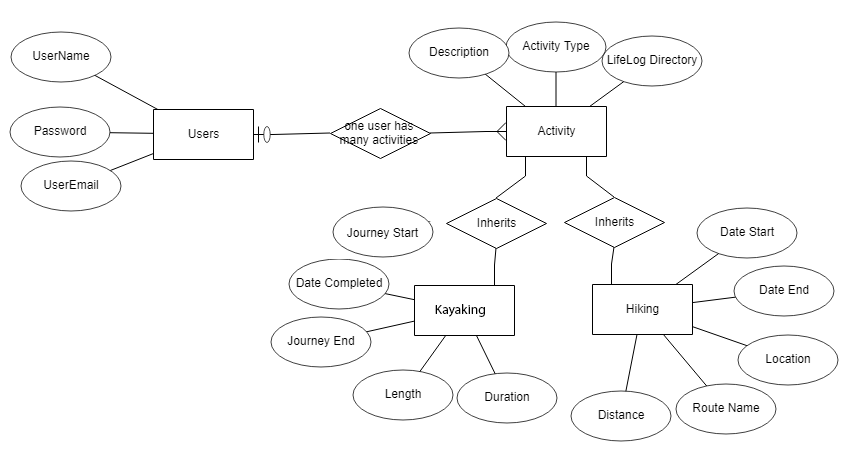 UserName
Description
Activity Type
LifeLog Directory
Password
Users
one user has
many activities
Activity
UserEmail
Journey Start
Inherits
Inherits
Date Start
Date Completed
Date End
Kayaking
Hiking
Journey End
Location
Length
Duration
Distance
Route Name